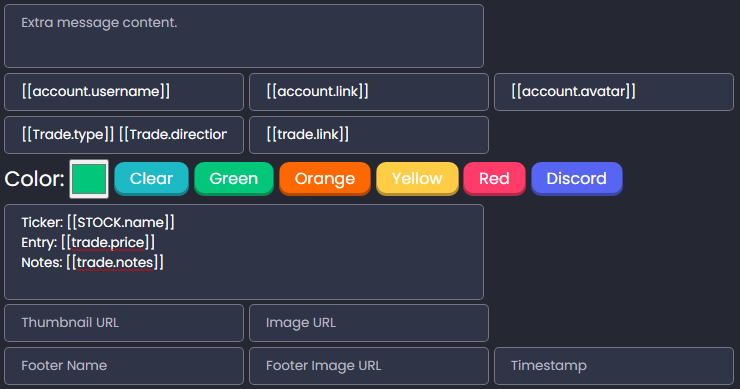 Extra message content.
[[account.username]] [[account.link]] [[account.avatar]]
[[Trade.type]] [[Trade.direction [[trade.link]]
Color: Clear Green Orange Yellow Red Discord
Ticker: [[STOCK.name]]
Entry: [[trade.price]]
Notes: [[trade.notes]]
Thumbnail URL Image URL
Footer Name Footer Image URL Timestamp